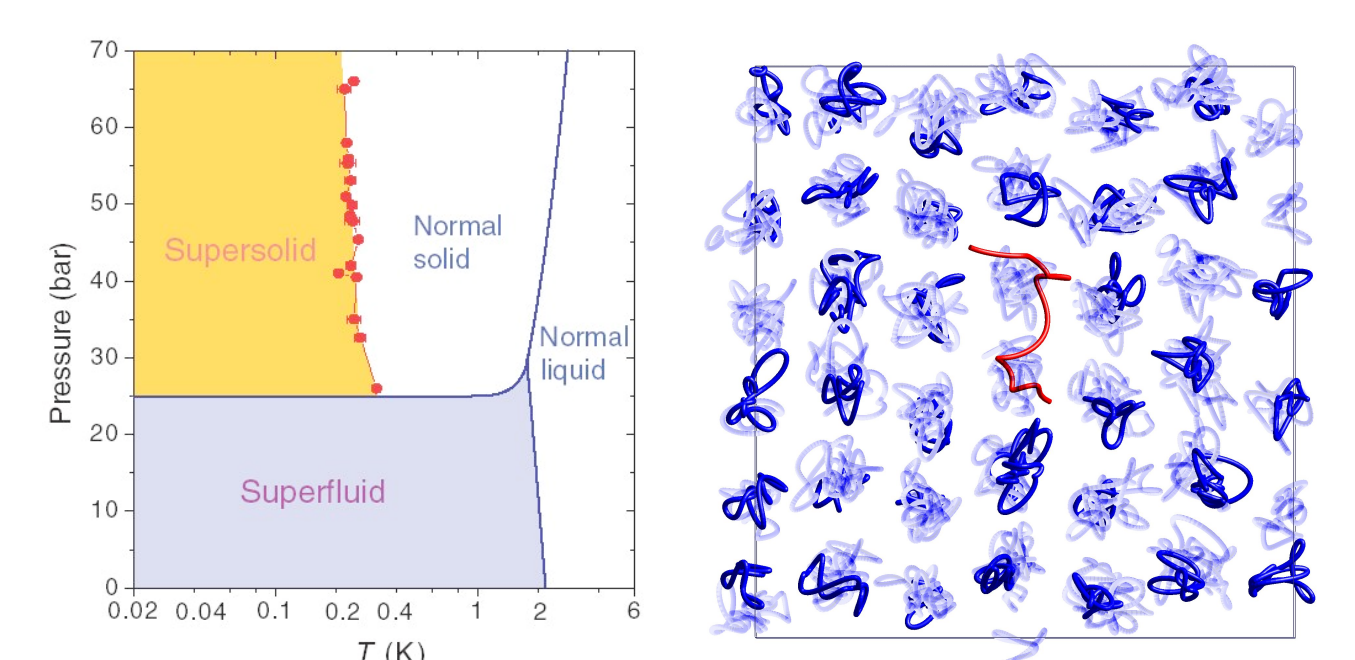 70
60
50
40
30
20
10
0
Pressure (bar)
Supersolid
Normal
solid
Normal
liquid
Superfluid
0.02 0.04 0.1 0.2 0.4 1 2 6
T (K)